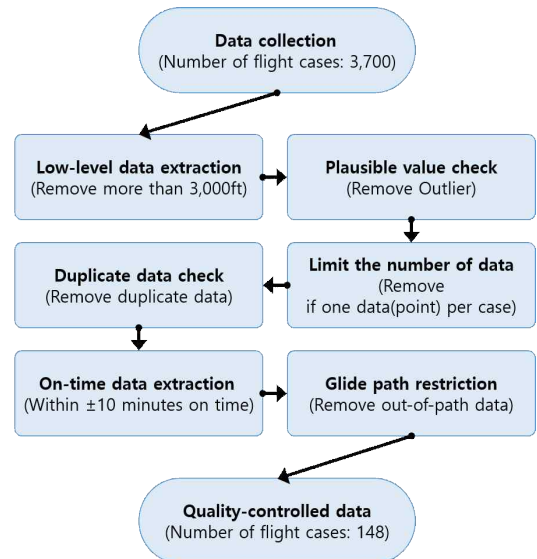 Data collection
(Number of flight cases: 3,700)
Low-level data extraction
(Remove more than 3,000ft)
Plausible value check
(Remove Outlier)
Limit the number of data
(Remove
if one data(point) per case)
Duplicate data check
(Remove duplicate data)
On-time data extraction
(Within ±10 minutes on time)
Glide path restriction
(Remove out-of-path data)
Quality-controlled data
(Number of flight cases: 148)